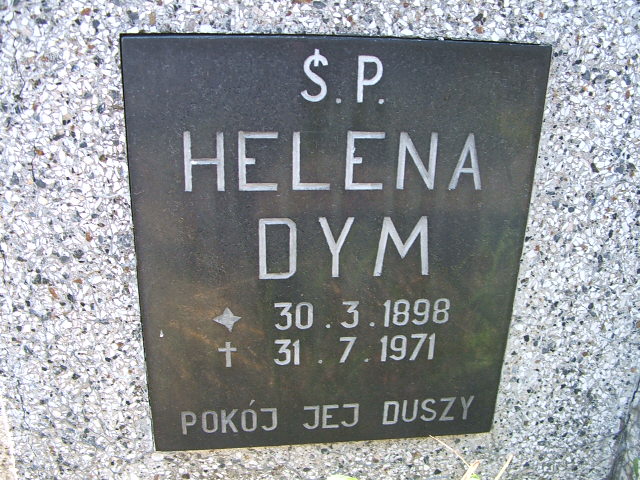 Ś.P.
HELENA
DYM
✦ 30.3.1898
✝ 31.7.1971
POKÓJ JEJ DUSZY